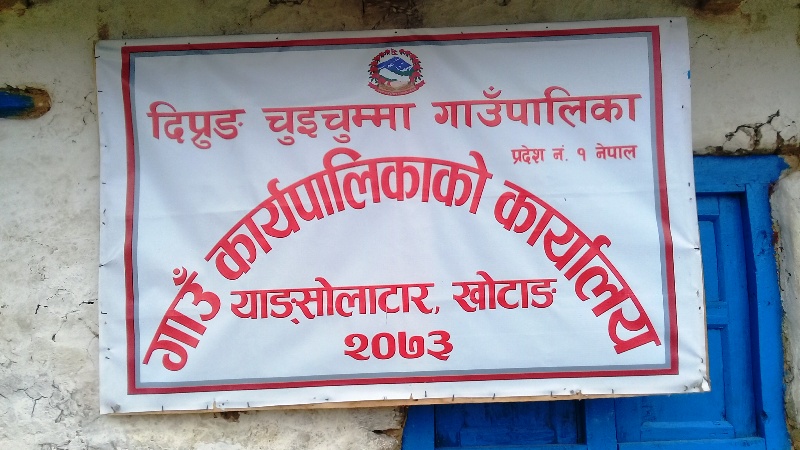 दिप्रुङ चुइचुम्मा गाउँपालिका
प्रदेश नं. १ नेपाल
गाउँ कार्यपालिकाको कार्यालय
याङ्सोलाटार, खोटाङ
२०७३